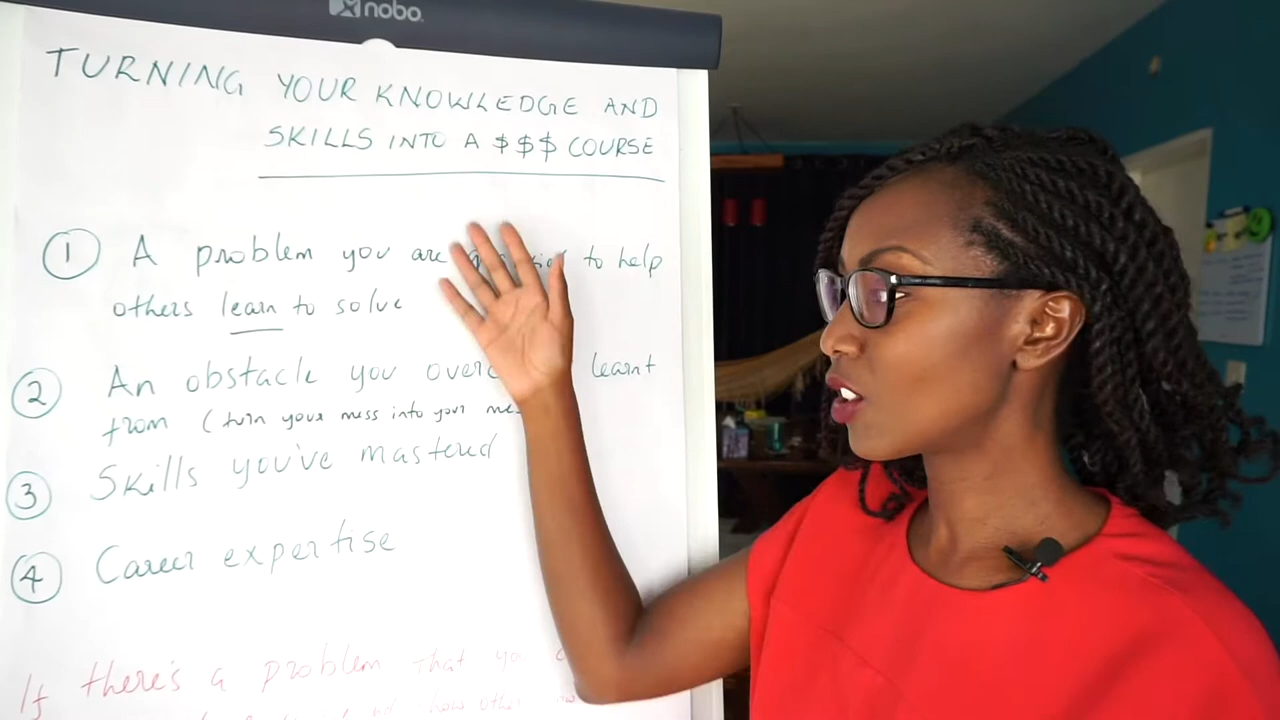 nobo
TURNING YOUR KNOWLEDGE AND
SKILLS INTO A $$$ COURSE
1 A problem you are to help
others learn to solve
2 An obstacle you learnt
from (turn your mess into your
3 Skills you've mastered
4 Career expertise
If there's a problem that
show other